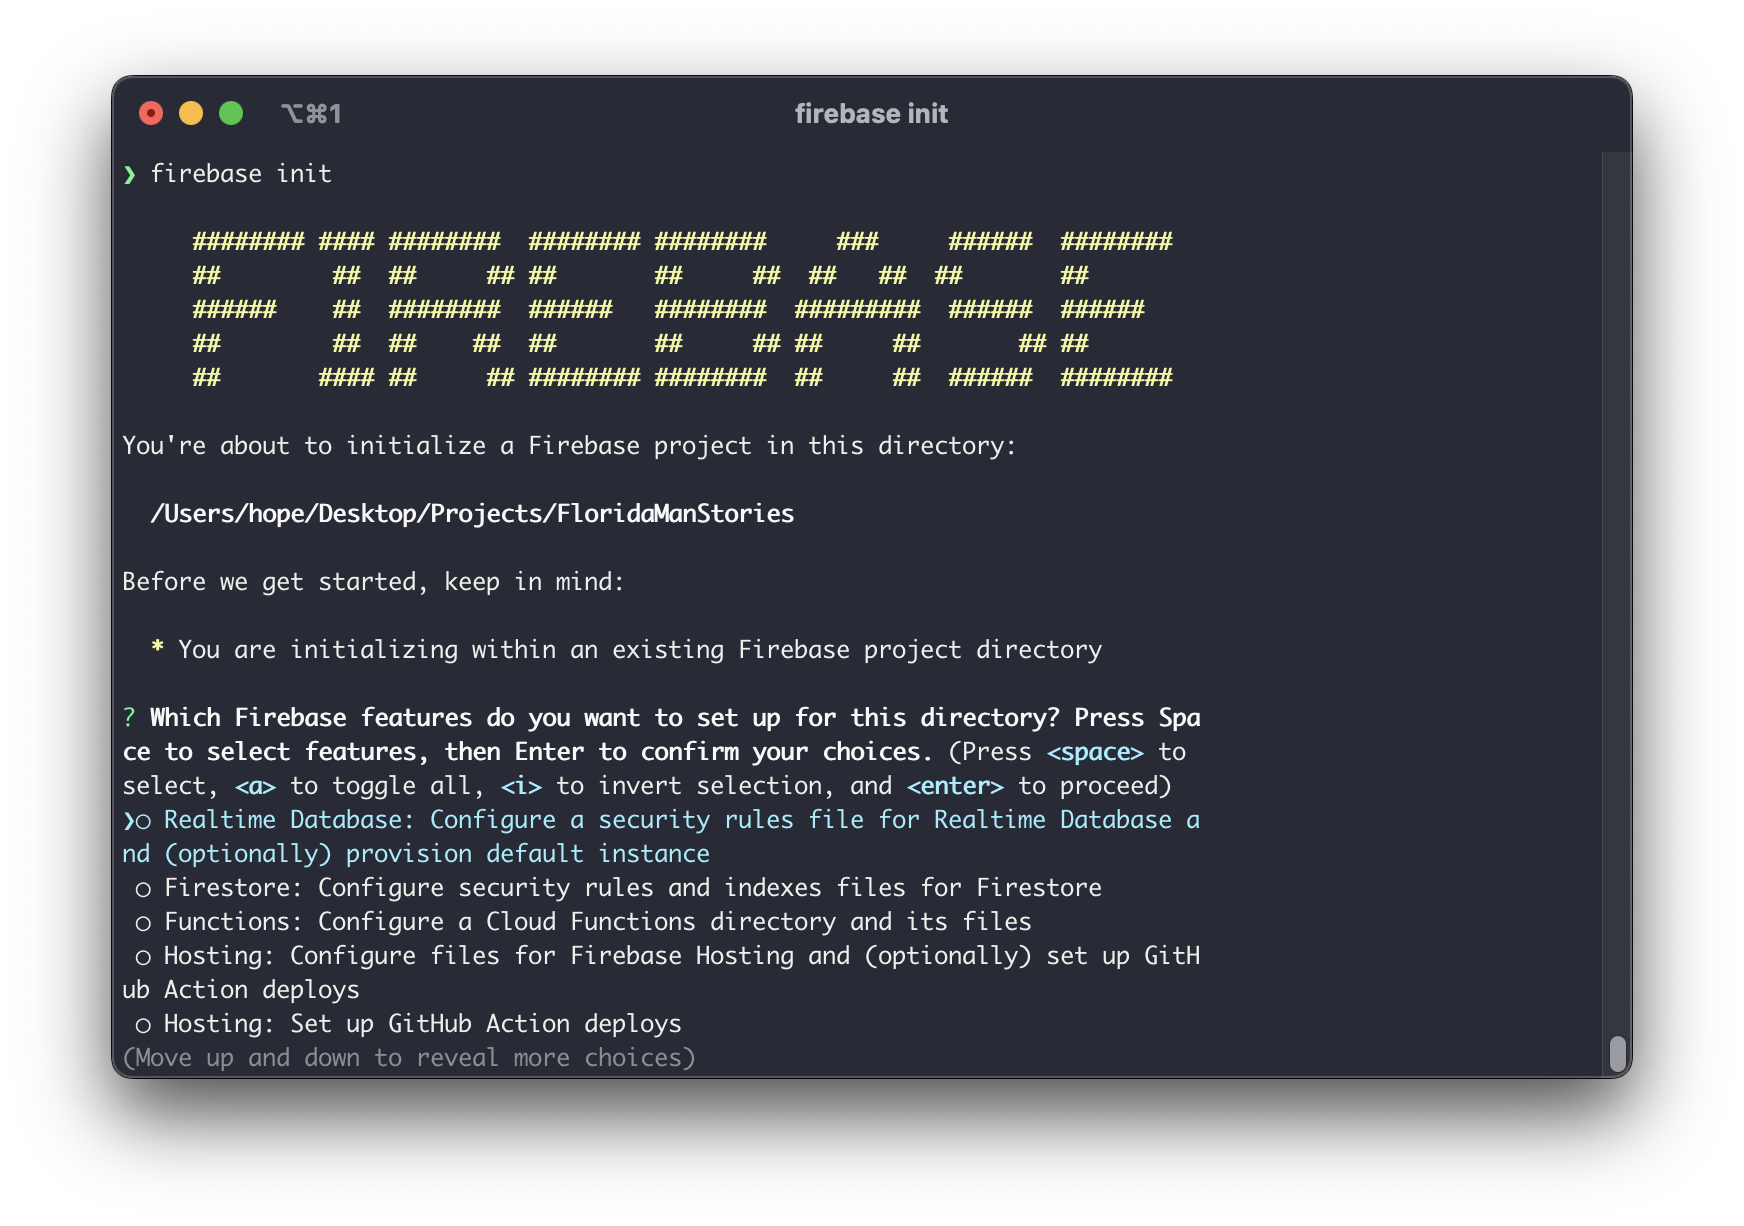 ⌥⌘1 firebase init
❯ firebase init
######## #### ########  ######## ########     ###     ######  ########
##        ##  ##     ## ##       ##     ##  ##   ##  ##       ##
######    ##  ########  ######   ########  #########  ######  ######
##        ##  ##    ##  ##       ##     ## ##     ##       ## ##
##       #### ##     ## ######## ########  ##     ##  ######  ########
You're about to initialize a Firebase project in this directory:
/Users/hope/Desktop/Projects/FloridaManStories
Before we get started, keep in mind:
* You are initializing within an existing Firebase project directory
? Which Firebase features do you want to set up for this directory? Press Spa
ce to select features, then Enter to confirm your choices. (Press <space> to
select, <a> to toggle all, <i> to invert selection, and <enter> to proceed)
❯◯ Realtime Database: Configure a security rules file for Realtime Database a
nd (optionally) provision default instance
◯ Firestore: Configure security rules and indexes files for Firestore
◯ Functions: Configure a Cloud Functions directory and its files
◯ Hosting: Configure files for Firebase Hosting and (optionally) set up GitH
ub Action deploys
◯ Hosting: Set up GitHub Action deploys
(Move up and down to reveal more choices)